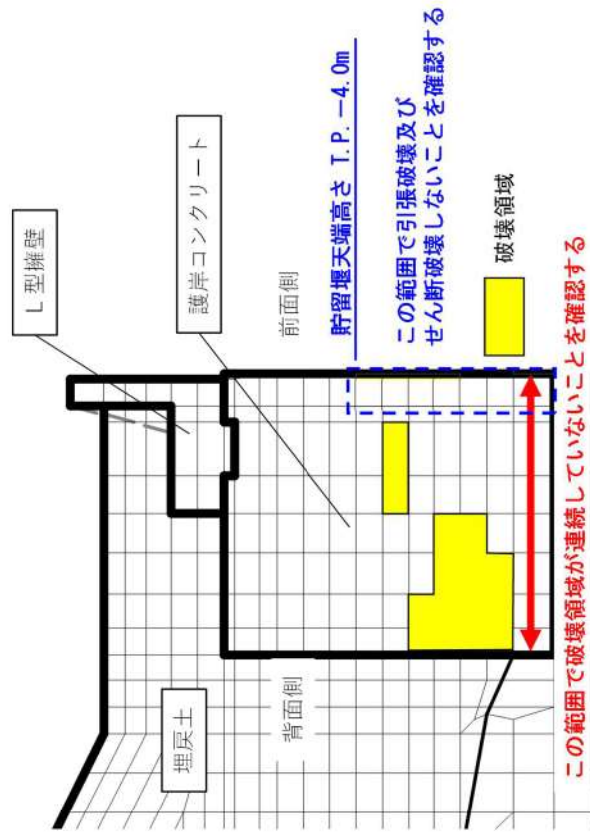 L型擁壁
護岸コンクリート
埋戻土
背面側
前面側
貯留堰天端高さ T.P.−4.0m
この範囲で引張破壊及び
せん断破壊しないことを確認する
破壊領域
この範囲で破壊領域が連続していないことを確認する